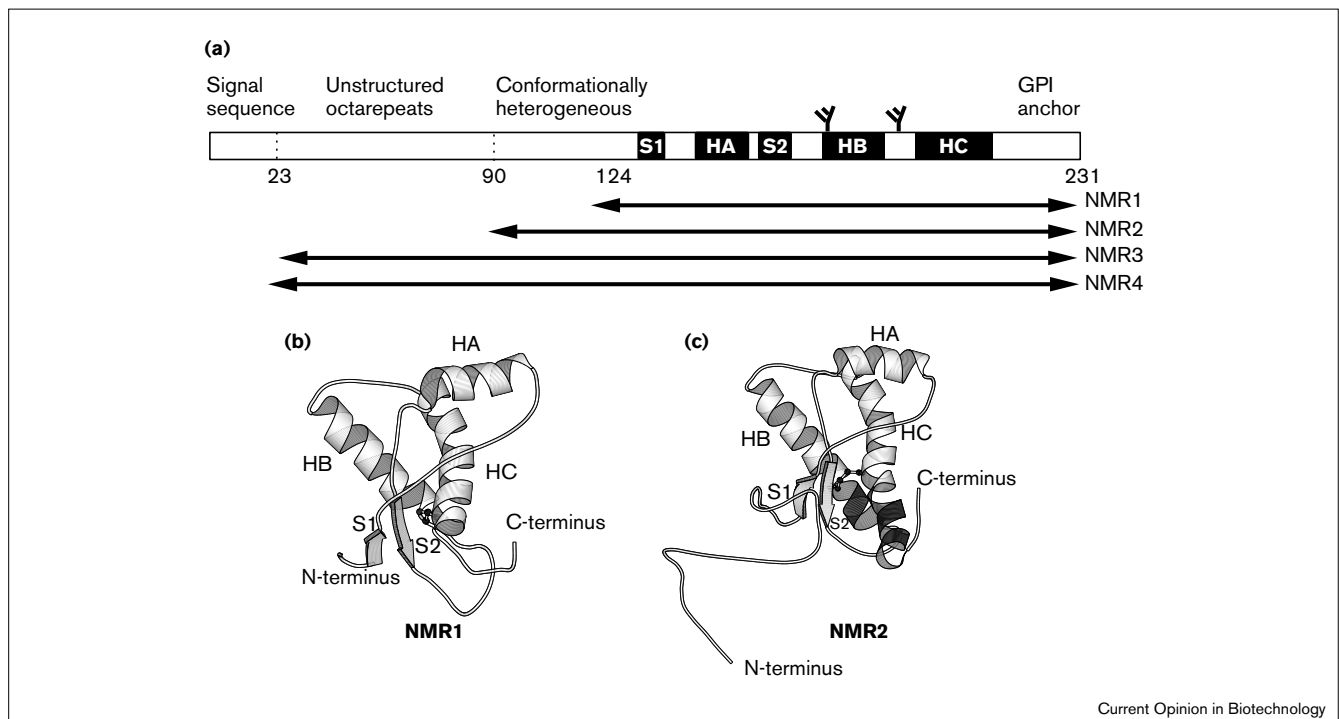 (a)
Signal sequence
Unstructured octarepeats
Conformationally heterogeneous
GPI anchor
S1 HA S2 HB HC
23 90 124 231
NMR1
NMR2
NMR3
NMR4
(b)
HA
HB
HC
S1
S2
C-terminus
N-terminus
NMR1
(c)
HA
HB
HC
C-terminus
S1
S2
NMR2
N-terminus
Current Opinion in Biotechnology